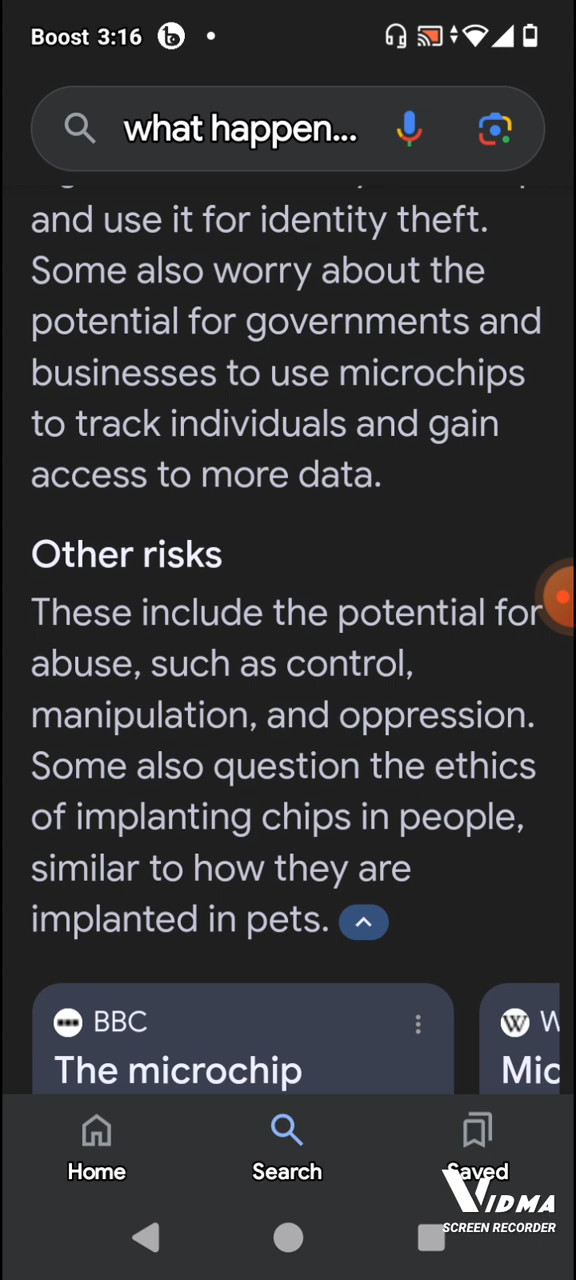 Boost 3:16
what happen...
and use it for identity theft.
Some also worry about the
potential for governments and
businesses to use microchips
to track individuals and gain
access to more data.
Other risks
These include the potential for
abuse, such as control,
manipulation, and oppression.
Some also question the ethics
of implanting chips in people,
similar to how they are
implanted in pets.
BBC
The microchip
W
Mic
Home
Search
Saved
VIDMA
SCREEN RECORDER